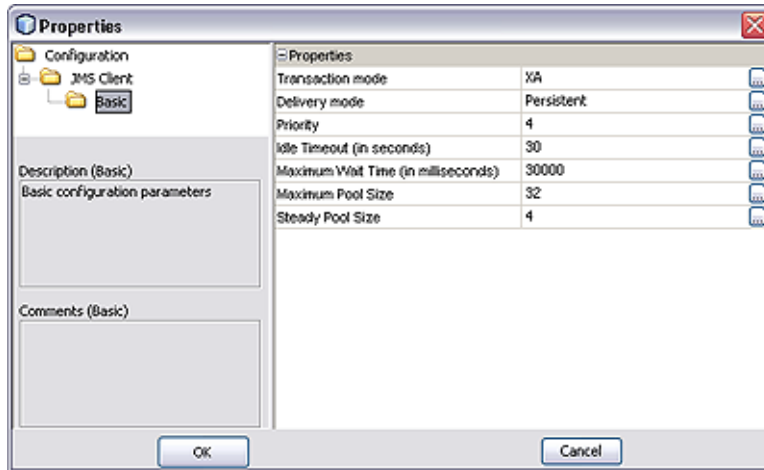 Properties
Configuration
JMS Client
Basic
Description (Basic)
Basic configuration parameters
Comments (Basic)
Properties
Transaction mode XA ...
Delivery mode Persistent ...
Priority 4 ...
Idle Timeout (in seconds) 30 ...
Maximum Wait Time (in milliseconds) 30000 ...
Maximum Pool Size 32 ...
Steady Pool Size 4 ...
OK Cancel